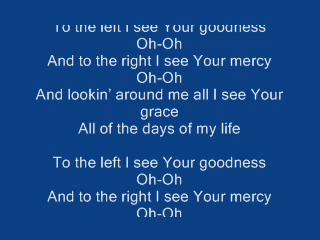 To the left I see Your goodness
Oh-Oh
And to the right I see Your mercy
Oh-Oh
And lookin' around me all I see Your
grace
All of the days of my life
To the left I see Your goodness
Oh-Oh
And to the right I see Your mercy
Oh-Oh